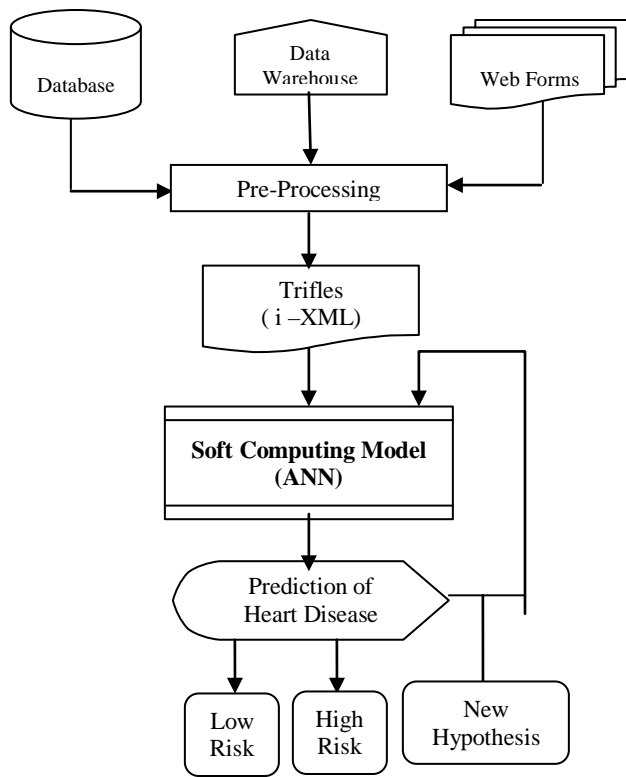 Database
Data
Warehouse
Web Forms
Pre-Processing
Trifles
( i –XML)
Soft Computing Model
(ANN)
Prediction of
Heart Disease
Low
Risk
High
Risk
New
Hypothesis